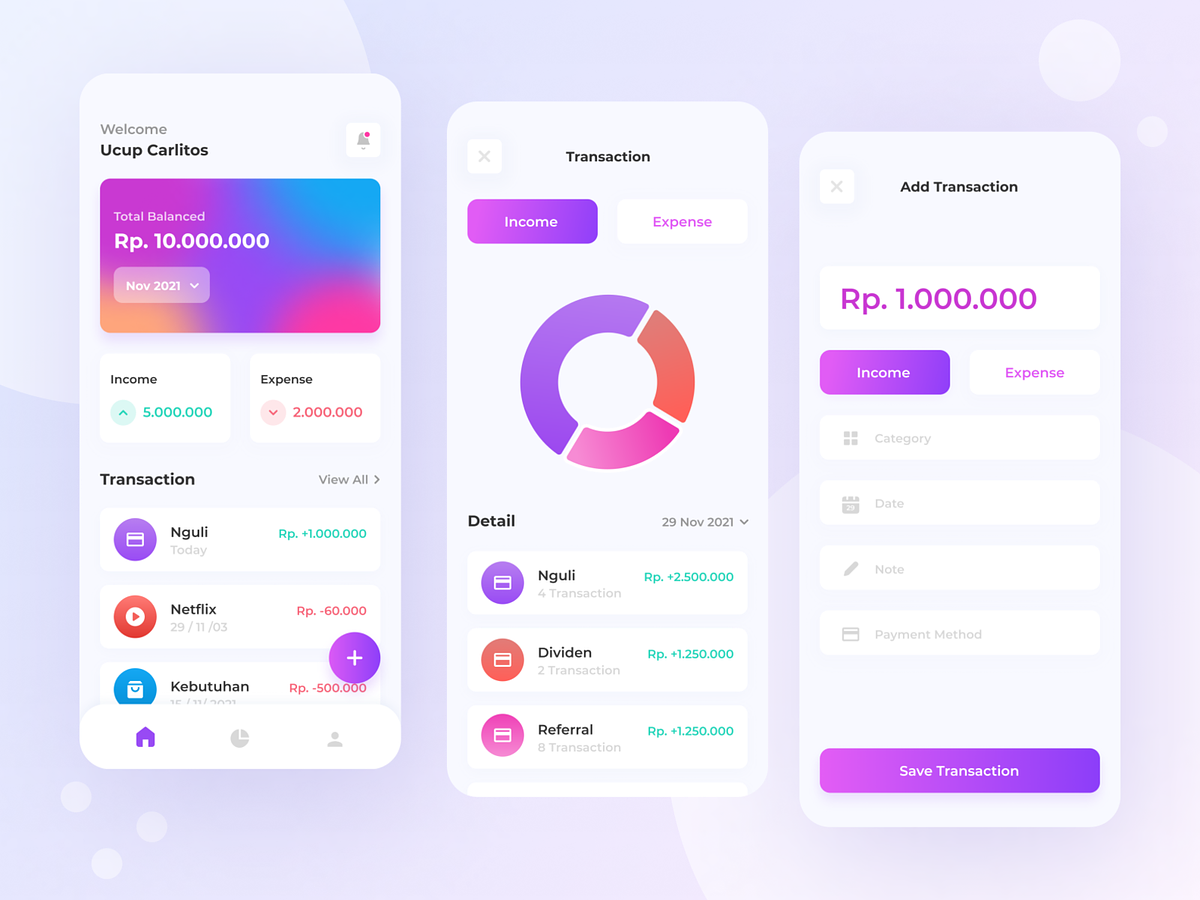 Welcome
Ucup Carlitos
Total Balanced
Rp. 10.000.000
Nov 2021
Income
Expense
5.000.000
2.000.000
Transaction
View All
Nguli
Rp. +1.000.000
Today
Netflix
Rp. -60.000
29 / 11 /03
Kebutuhan
Rp. -500.000
15 / 11/ 2021
Transaction
Income
Expense
Detail
29 Nov 2021
Nguli
Rp. +2.500.000
4 Transaction
Dividen
Rp. +1.250.000
2 Transaction
Referral
Rp. +1.250.000
8 Transaction
Add Transaction
Rp. 1.000.000
Income
Expense
Category
29
Date
Note
Payment Method
Save Transaction